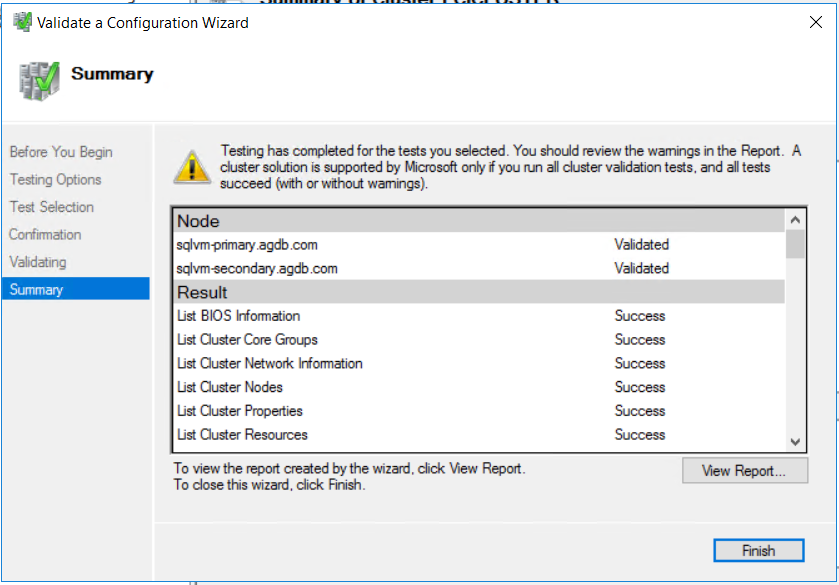 Validate a Configuration Wizard
Summary
Before You Begin
Testing Options
Test Selection
Confirmation
Validating
Summary
Testing has completed for the tests you selected. You should review the warnings in the Report. A
cluster solution is supported by Microsoft only if you run all cluster validation tests, and all tests
succeed (with or without warnings).
Node
sqlvm-primary.agdb.com Validated
sqlvm-secondary.agdb.com Validated
Result
List BIOS Information Success
List Cluster Core Groups Success
List Cluster Network Information Success
List Cluster Nodes Success
List Cluster Properties Success
List Cluster Resources Success
To view the report created by the wizard, click View Report.
To close this wizard, click Finish.
View Report...
Finish